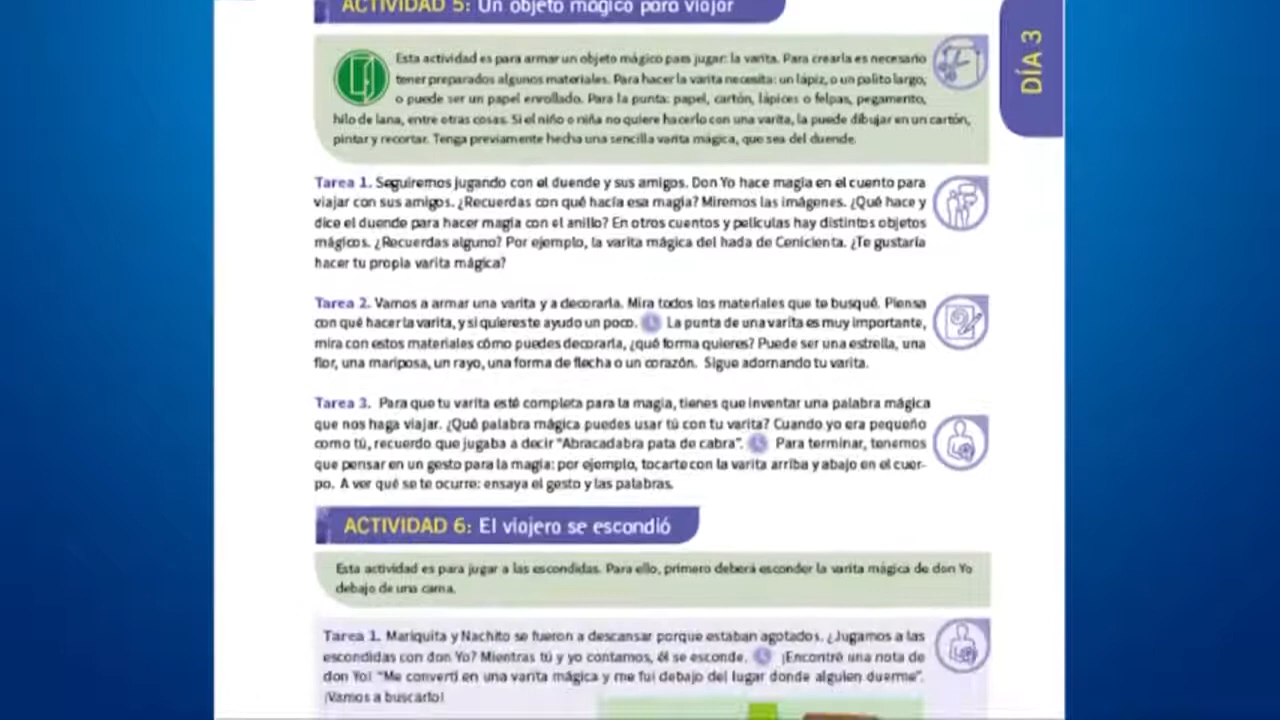 ACTIVIDAD 5: Un objeto mágico para viajar
DÍA 3
Esta actividad es para armar un objeto mágico para jugar: la varita. Para crearla es necesario
tener preparados algunos materiales. Para hacer la varita necesita: un lápiz, o un palito largo,
o puede ser un papel enrollado. Para la punta: papel, cartón, lápices o felpas, pegamento,
hilo de lana, entre otras cosas. Si el niño o niña no quiere hacerlo con una varita, la puede dibujar en un cartón,
pintar y recortar. Tenga previamente hecha una sencilla varita mágica, que sea del duende.
Tarea 1. Seguiremos jugando con el duende y sus amigos. Don Yo hace magia en el cuento para
viajar con sus amigos. ¿Recuerdas con qué hacía esa magia? Miremos las imágenes. ¿Qué hace y
dice el duende para hacer magia con el anillo? En otros cuentos y películas hay distintos objetos
mágicos. ¿Recuerdas alguno? Por ejemplo, la varita mágica del hada de Cenicienta. ¿Te gustaría
hacer tu propia varita mágica?
Tarea 2. Vamos a armar una varita y a decorarla. Mira todos los materiales que te busqué. Piensa
con qué hacer la varita, y si quieres te ayudo un poco. La punta de una varita es muy importante,
mira con estos materiales cómo puedes decorarla, ¿qué forma quieres? Puede ser una estrella, una
flor, una mariposa, un rayo, una forma de flecha o un corazón. Sigue adornando tu varita.
Tarea 3. Para que tu varita esté completa para la magia, tienes que inventar una palabra mágica
que nos haga viajar. ¿Qué palabra mágica puedes usar tú con tu varita? Cuando yo era pequeño
como tú, recuerdo que jugaba a decir "Abracadabra pata de cabra". Para terminar, tenemos
que pensar en un gesto para la magia: por ejemplo, tocarte con la varita arriba y abajo en el cuer-
po. A ver qué se te ocurre: ensaya el gesto y las palabras.
ACTIVIDAD 6: El viajero se escondió
Esta actividad es para jugar a las escondidas. Para ello, primero deberá esconder la varita mágica de don Yo
debajo de una cama.
Tarea 1. Mariquita y Nachito se fueron a descansar porque estaban agotados. ¿Jugamos a las
escondidas con don Yo? Mientras tú y yo contamos, él se esconde. ¡Encontré una nota de
don Yo! "Me convertí en una varita mágica y me fui debajo del lugar donde alguien duerme".
¡Vamos a buscarlo!